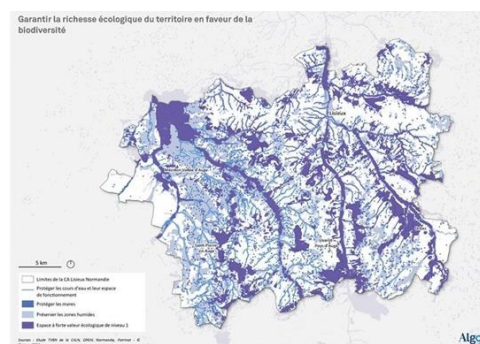 Garantir la richesse écologique du territoire en faveur de la
biodiversité
Lisieux
5 km
Limites de la CA Lisieux Normandie
Protéger les cours d'eau et leur espace
de fonctionnement
Protéger les mares
Préserver les zones humides
Espace à forte valeur écologique de niveau 1
Algo